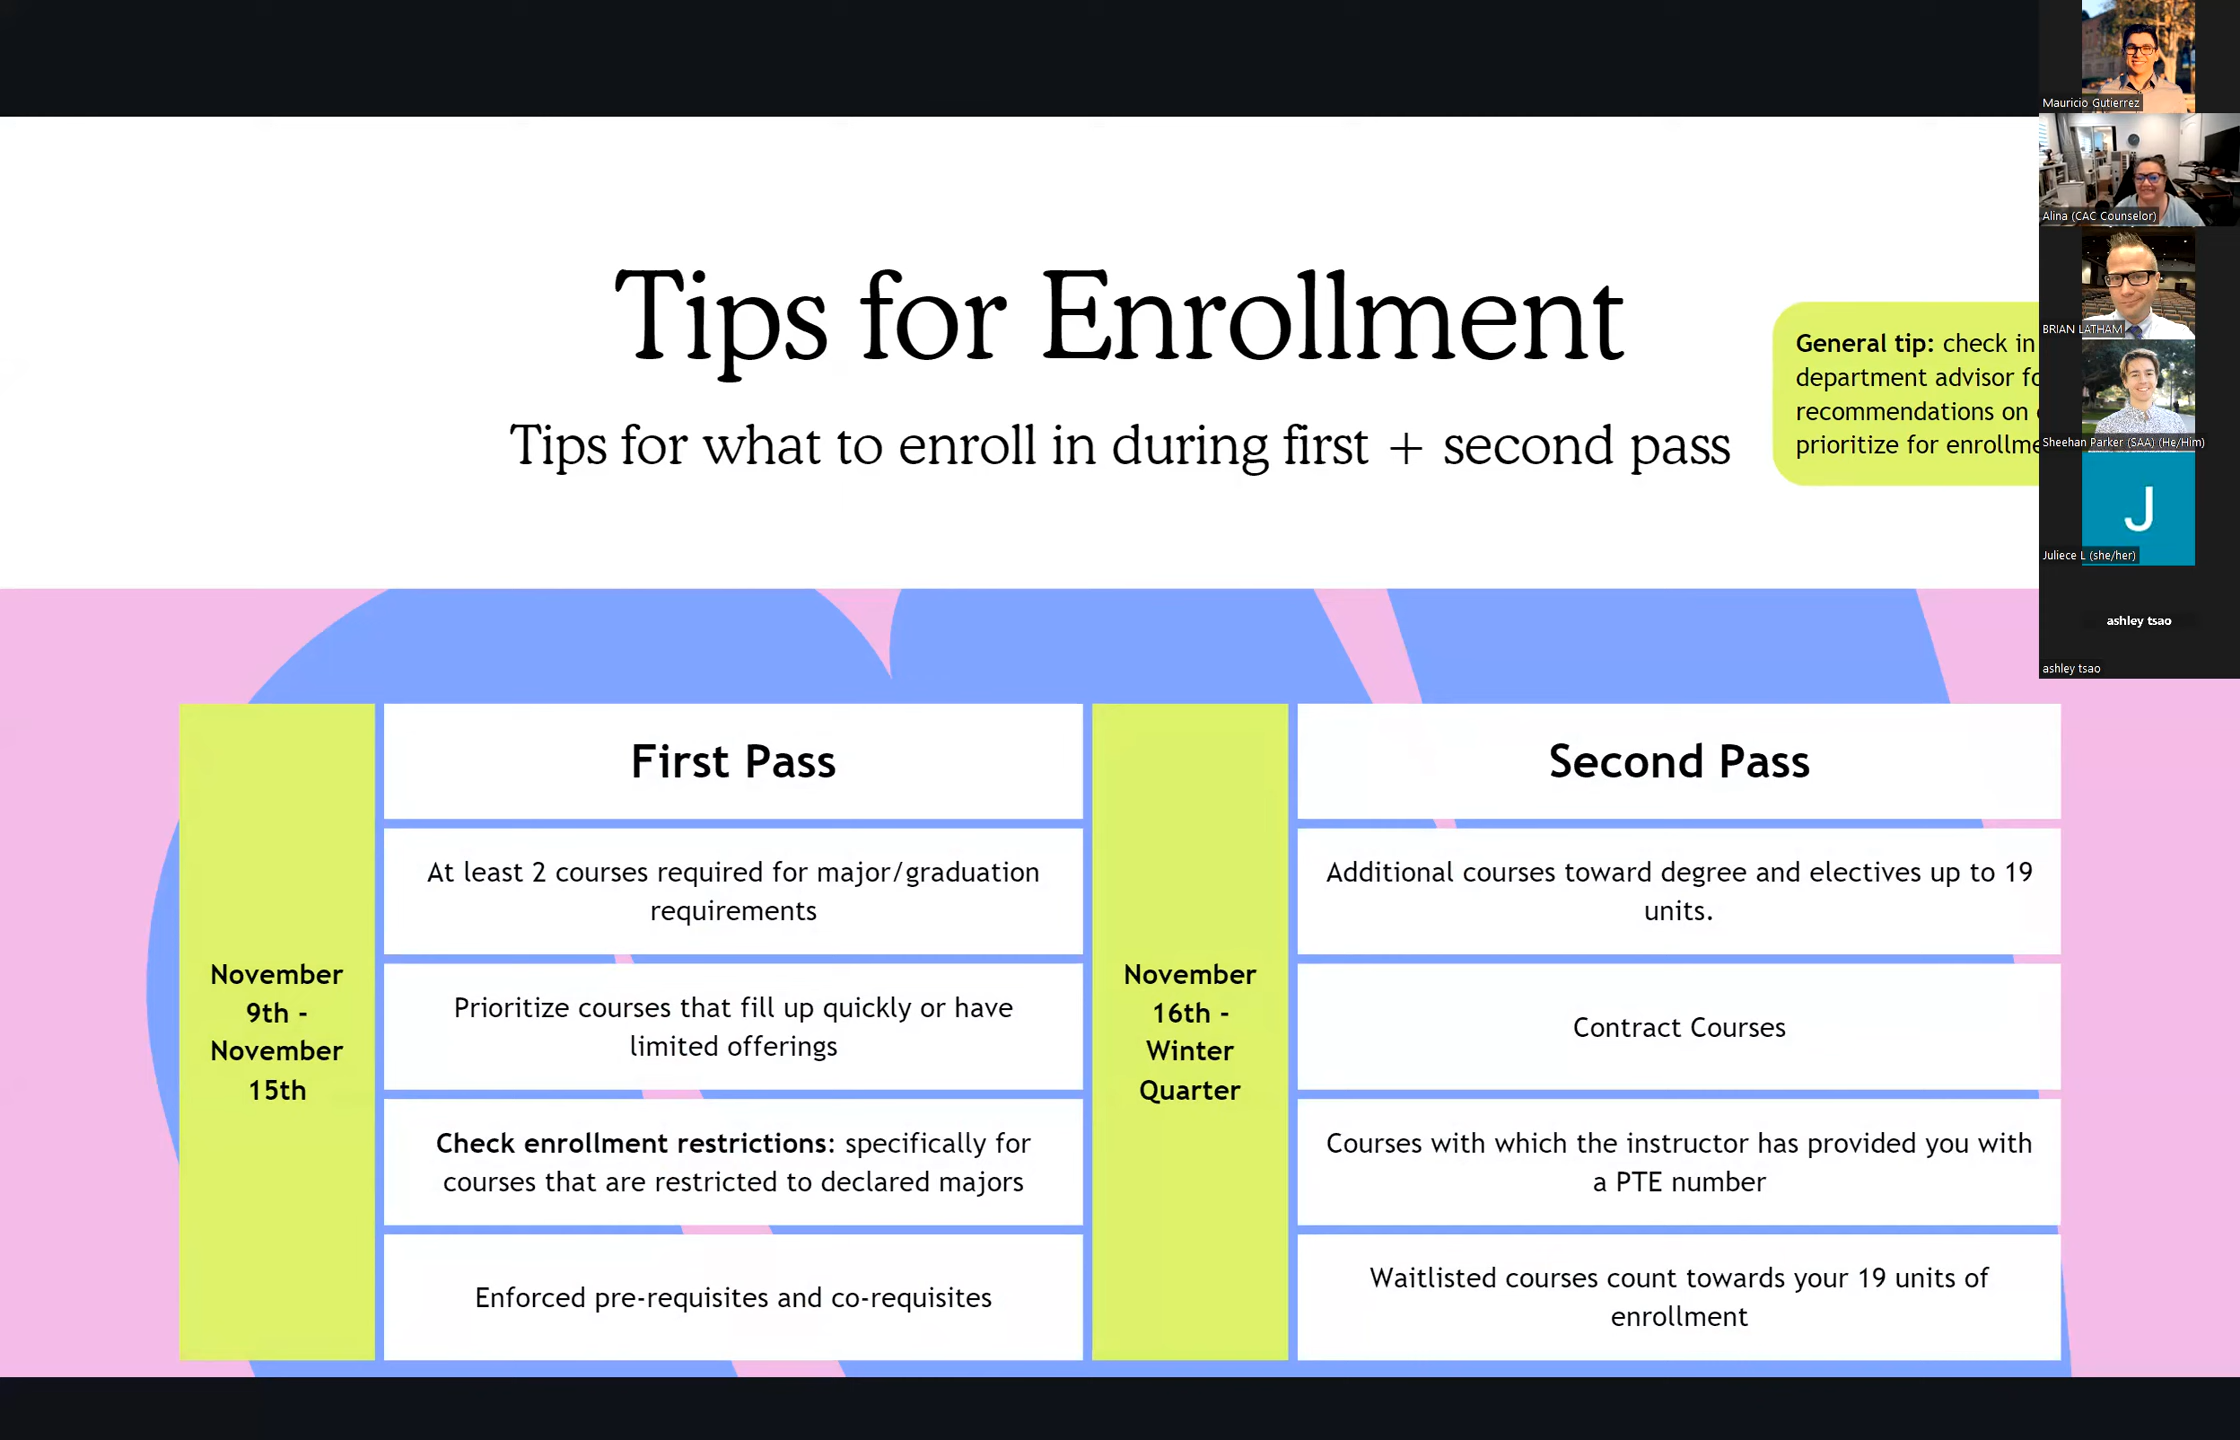 Tips for Enrollment
Tips for what to enroll in during first + second pass
General tip: check in
department advisor
recommendations on
prioritize for
Mauricio Gutierrez
Alina (CAC Counselor)
BRIAN LATHAM
Sheehan Parker (SAA) (He/Him)
J
Juliece L (she/her)
ashley tsao
ashley tsao
November
9th -
November
15th
First Pass
At least 2 courses required for major/graduation
requirements
Prioritize courses that fill up quickly or have
limited offerings
Check enrollment restrictions: specifically for
courses that are restricted to declared majors
Enforced pre-requisites and co-requisites
November
16th -
Winter
Quarter
Second Pass
Additional courses toward degree and electives up to 19
units.
Contract Courses
Courses with which the instructor has provided you with
a PTE number
Waitlisted courses count towards your 19 units of
enrollment